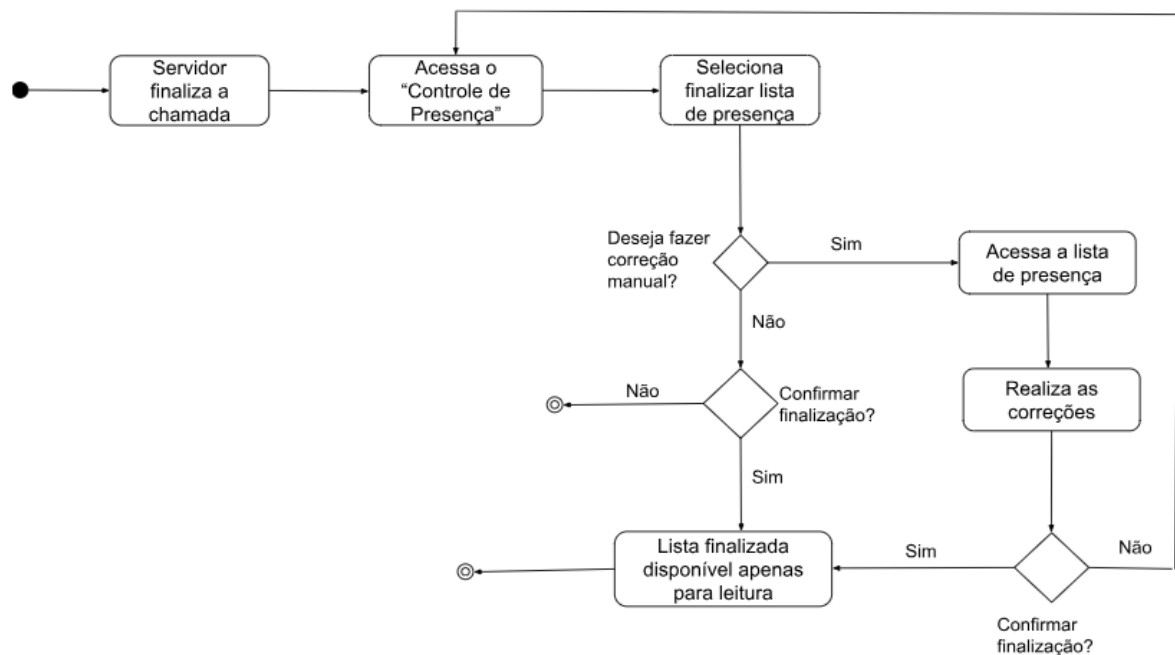 Servidor
finaliza a
chamada
Acessa o
“Controle de
Presença”
Seleciona
finalizar lista
de presença
Deseja fazer
correção
manual?
Sim
Acessa a lista
de presença
Não
Realiza as
correções
Não
Confirmar
finalização?
Sim
Lista finalizada
disponível apenas
para leitura
Sim
Não
Confirmar
finalização?